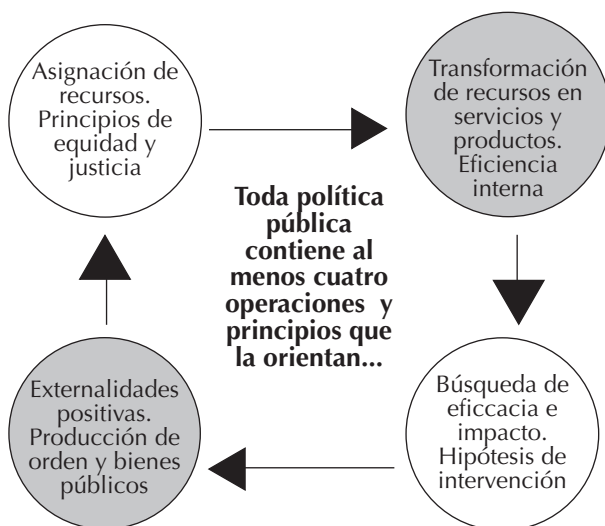 Asignación de
recursos.
Principios de
equidad y
justicia
Transformación
de recursos en
servicios y
productos.
Eficiencia
interna
Toda política
pública
contiene al
menos cuatro
operaciones y
principios que
la orientan...
Búsqueda de
eficcacia e
impacto.
Hipótesis de
intervención
Externalidades
positivas.
Producción de
orden y bienes
públicos